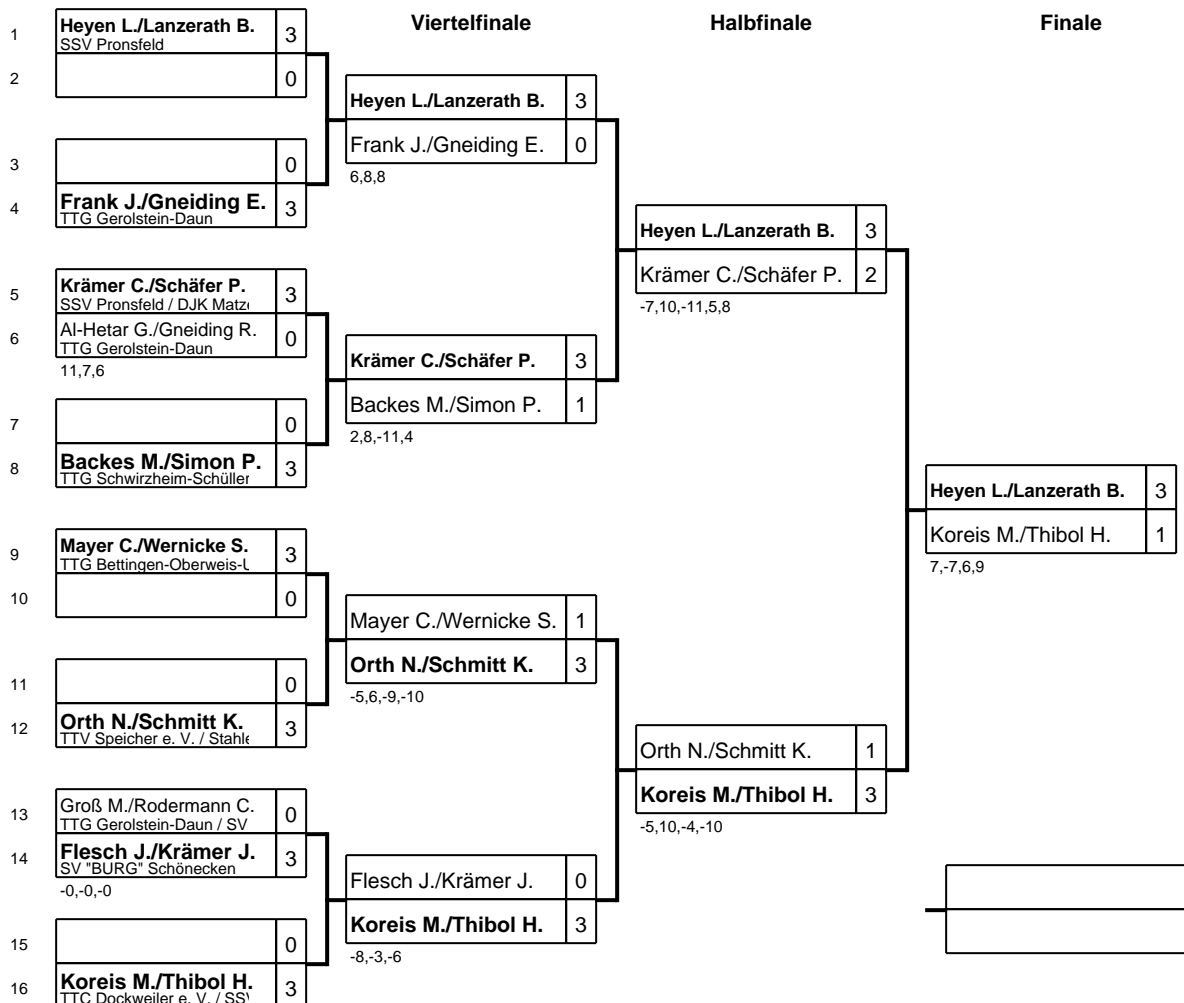 Viertelfinale
Halbfinale
Finale
1
Heyen L./Lanzerath B.
3
SSV Pronsfeld
2
0
3
0
4
Frank J./Gneiding E.
3
TTG Gerolstein-Daun
5
Krämer C./Schäfer P.
3
SSV Pronsfeld / DJK
6
Al-Hetar G./Gneiding R.
0
TTG Gerolstein-Daun
11,7,6
7
0
8
Backes M./Simon P.
3
TTG Schwirzheim-Schüller
9
Mayer C./Wernicke S.
3
TTG Bettingen-Oberweis-
10
0
11
0
12
Orth N./Schmitt K.
3
TTV Speicher e. V. /
13
Groß M./Rodermann C.
0
TTG Gerolstein-Daun / SV
14
Flesch J./Krämer J.
3
SV "BURG" Schönecken
-0,-0,-0
15
0
16
Koreis M./Thibol H.
3
TTC Dockweiler e. V. /
Heyen L./Lanzerath B.
3
Frank J./Gneiding E.
0
6,8,8
Krämer C./Schäfer P.
3
Backes M./Simon P.
1
2,8,-11,4
Mayer C./Wernicke S.
1
Orth N./Schmitt K.
3
-5,6,-9,-10
Flesch J./Krämer J.
0
Koreis M./Thibol H.
3
-8,-3,-6
Heyen L./Lanzerath B.
3
Krämer C./Schäfer P.
2
-7,10,-11,5,8
Orth N./Schmitt K.
1
Koreis M./Thibol H.
3
-5,10,-4,-10
Heyen L./Lanzerath B.
3
Koreis M./Thibol H.
1
7,-7,6,9